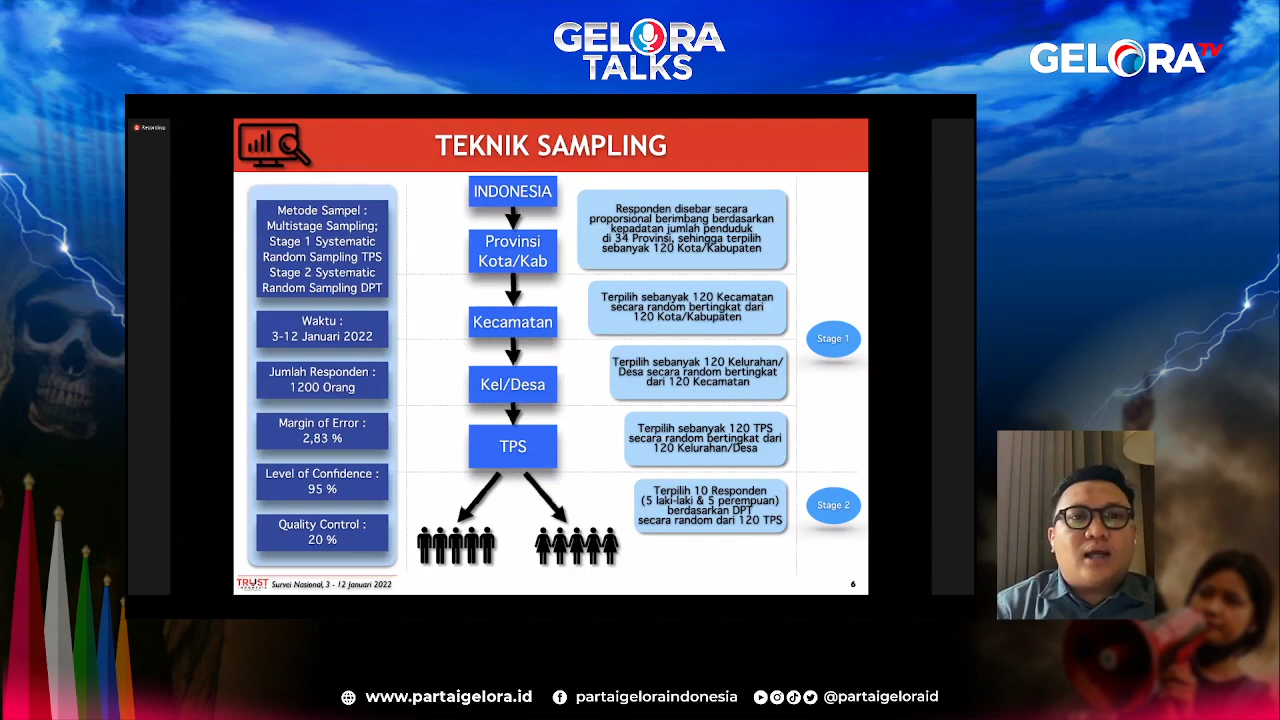 GELORA
TALKS
GELORA TV
Recording
TEKNIK SAMPLING
Metode Sampel :
Multistage Sampling;
Stage 1 Systematic
Random Sampling TPS
Stage 2 Systematic
Random Sampling DPT
Waktu :
3-12 Januari 2022
Jumlah Responden :
1200 Orang
Margin of Error :
2,83 %
Level of Confidence :
95 %
Quality Control :
20 %
INDONESIA
Provinsi
Kota/Kab
Kecamatan
Kel/Desa
TPS
Responden disebar secara
proporsional berimbang berdasarkan
kepadatan jumlah penduduk
di 34 Provinsi, sehingga terpilih
sebanyak 120 Kota/Kabupaten
Terpilih sebanyak 120 Kecamatan
secara random bertingkat dari
120 Kota/Kabupaten
Terpilih sebanyak 120 Kelurahan/
Desa secara random bertingkat
dari 120 Kecamatan
Terpilih sebanyak 120 TPS
secara random bertingkat dari
120 Kelurahan/Desa
Terpilih 10 Responden
(5 laki-laki & 5 perempuan)
berdasarkan DPT
secara random dari 120 TPS
Stage 1
Stage 2
TRUST
INDONESIA
Survei Nasional, 3 - 12 Januari 2022
6
www.partaigelora.id
partaigeloraindonesia
@partaigeloraid